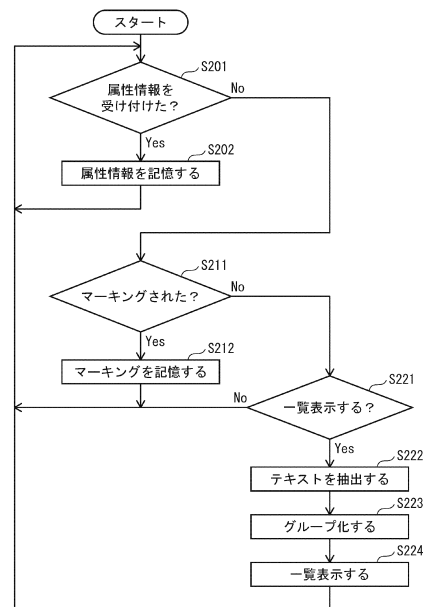 スタート
S201
属性情報を
受け付けた？
No
Yes
S202
属性情報を記憶する
S211
マーキングされた？
No
Yes
S212
マーキングを記憶する
S221
一覧表示する？
No
Yes
S222
テキストを抽出する
S223
グループ化する
S224
一覧表示する